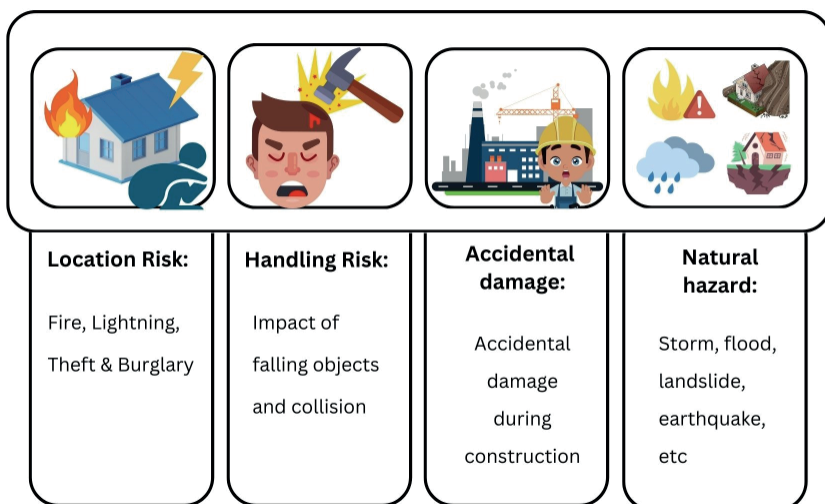 Location Risk:
Fire, Lightning,
Theft & Burglary
Handling Risk:
Impact of
falling objects
and collision
Accidental
damage:
Accidental
damage
during
construction
Natural
hazard:
Storm, flood,
landslide,
earthquake,
etc